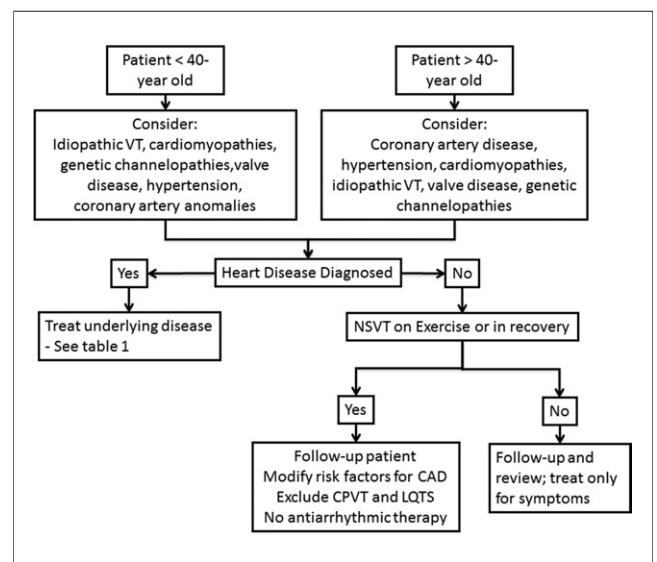 Patient < 40-
year old
Patient > 40-
year old
Consider:
Idiopathic VT, cardiomyopathies,
genetic channelopathies,valve
disease, hypertension,
coronary artery anomalies
Consider:
Coronary artery disease,
hypertension, cardiomyopathies,
idiopathic VT, valve disease, genetic
channelopathies
Yes
Heart Disease Diagnosed
No
Treat underlying disease
- See table 1
NSVT on Exercise or in recovery
Yes
No
Follow-up patient
Modify risk factors for CAD
Exclude CPVT and LQTS
No antiarrhythmic therapy
Follow-up and
review; treat only
for symptoms